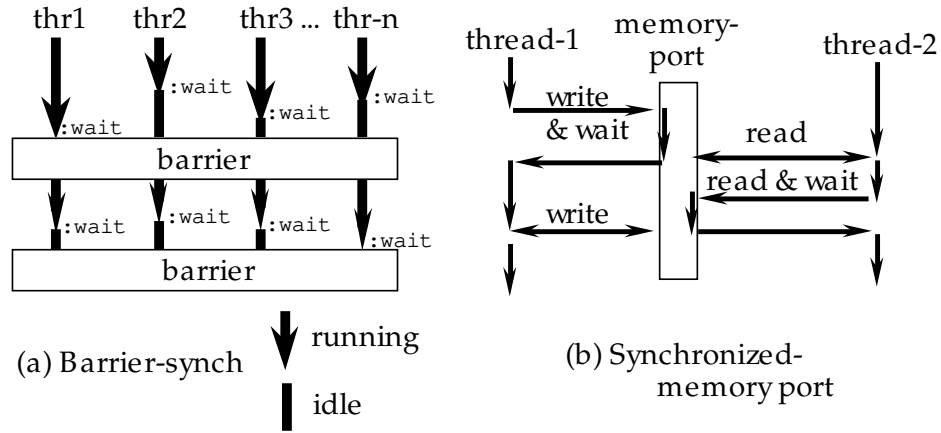 thr1 thr2 thr3 ... thr-n
:wait
:wait
:wait
:wait
barrier
:wait
:wait
:wait
:wait
barrier
running
idle
(a) Barrier-synch
thread-1
memory-
port
thread-2
write
& wait
read
read & wait
write
(b) Synchronized-
memory port